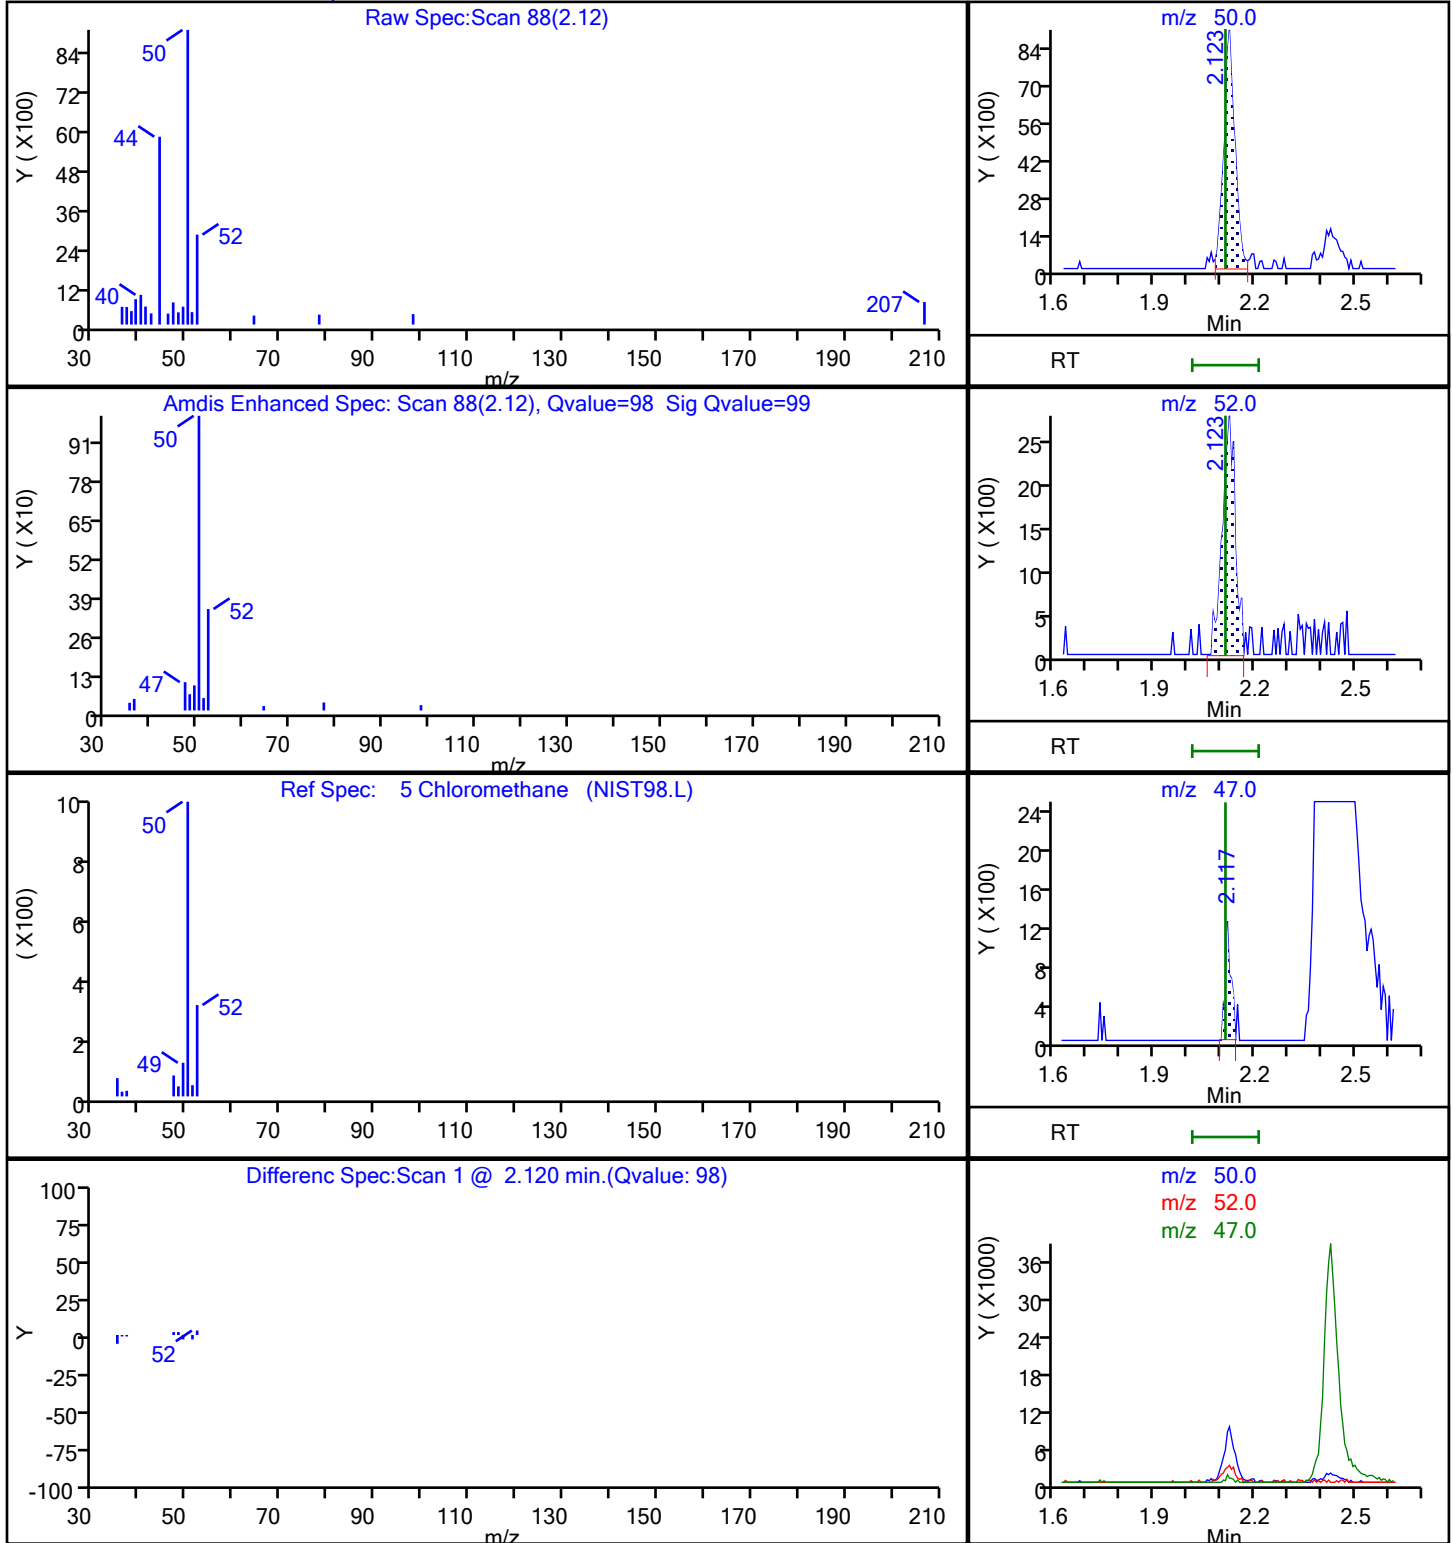 Raw Spec:Scan 88(2.12)
Y ( X100)
84
72
60
48
36
24
12
0
50
44
52
40
207
30 50 70 90 110 130 150 170 190 210
m/z
m/z 50.0
Y ( X100)
84
70
56
42
28
14
0
2.123
1.6 1.9 2.2 2.5
Min
RT
Amdis Enhanced Spec: Scan 88(2.12), Qvalue=98 Sig Qvalue=99
Y ( X10)
91
78
65
52
39
26
13
0
50
52
47
30 50 70 90 110 130 150 170 190 210
m/z
m/z 52.0
Y ( X100)
25
20
15
10
5
0
2.123
1.6 1.9 2.2 2.5
Min
RT
Ref Spec: 5 Chloromethane (NIST98.L)
( X100)
10
8
6
4
2
0
50
52
49
30 50 70 90 110 130 150 170 190 210
m/z 47.0
Y ( X100)
24
20
16
12
8
4
0
2.117
1.6 1.9 2.2 2.5
Min
RT
Differenc Spec:Scan 1 @ 2.120 min.(Qvalue: 98)
Y
100
75
50
25
0
-25
-50
-75
-100
52
30 50 70 90 110 130 150 170 190 210
m/z
m/z 50.0
m/z 52.0
m/z 47.0
Y ( X1000)
36
30
24
18
12
6
0
1.6 1.9 2.2 2.5
Min